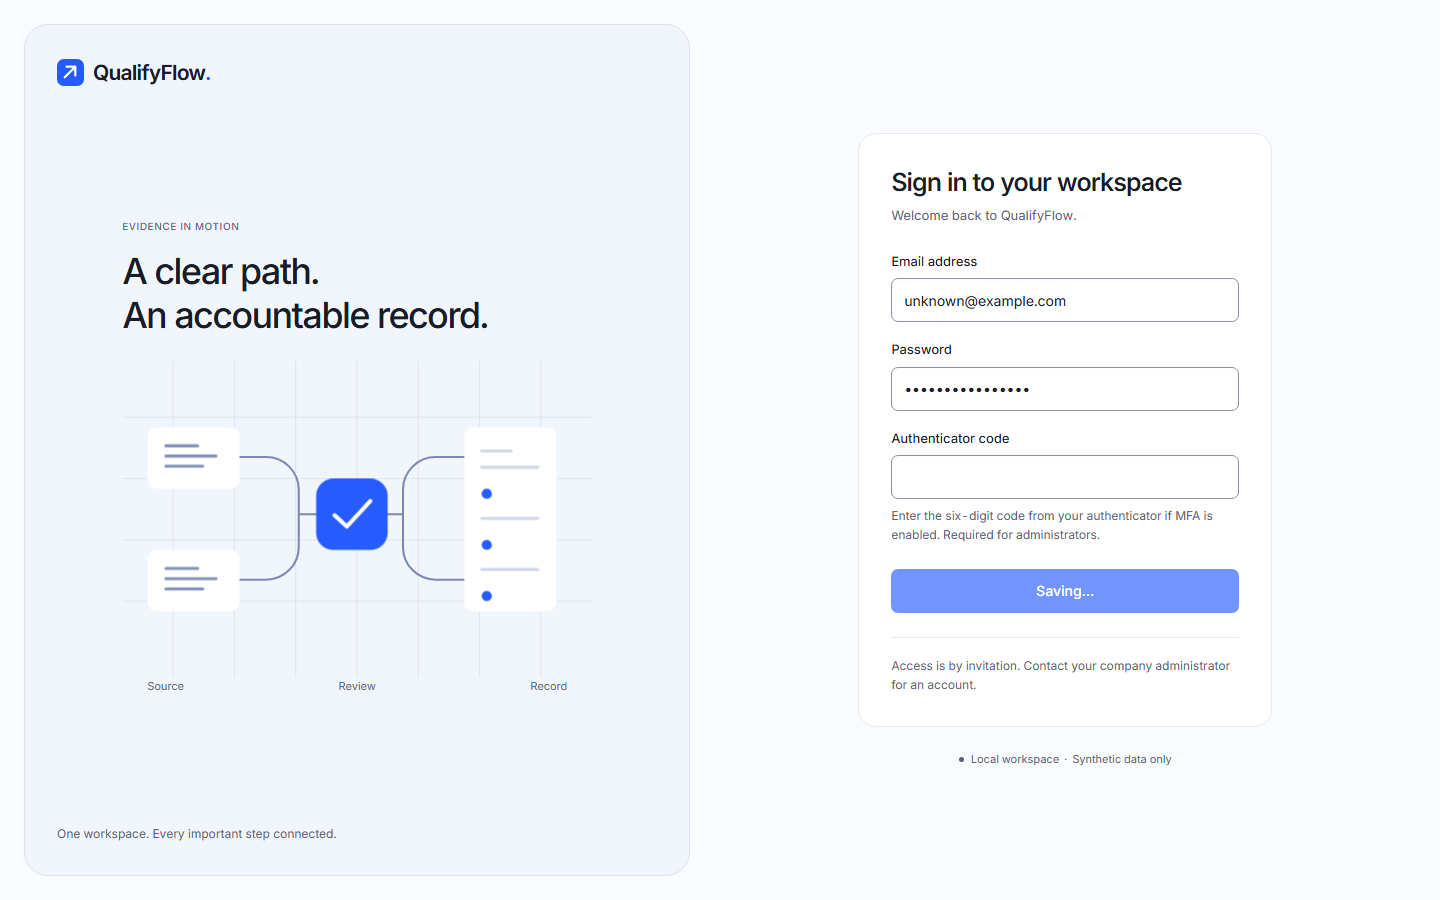 QualifyFlow.
EVIDENCE IN MOTION
A clear path.
An accountable record.
Source
Review
Record
One workspace. Every important step connected.
Sign in to your workspace
Welcome back to QualifyFlow.
Email address
unknown@example.com
Password
••••••••••••••••
Authenticator code
Enter the six-digit code from your authenticator if MFA is
enabled. Required for administrators.
Saving...
Access is by invitation. Contact your company administrator
for an account.
Local workspace · Synthetic data only